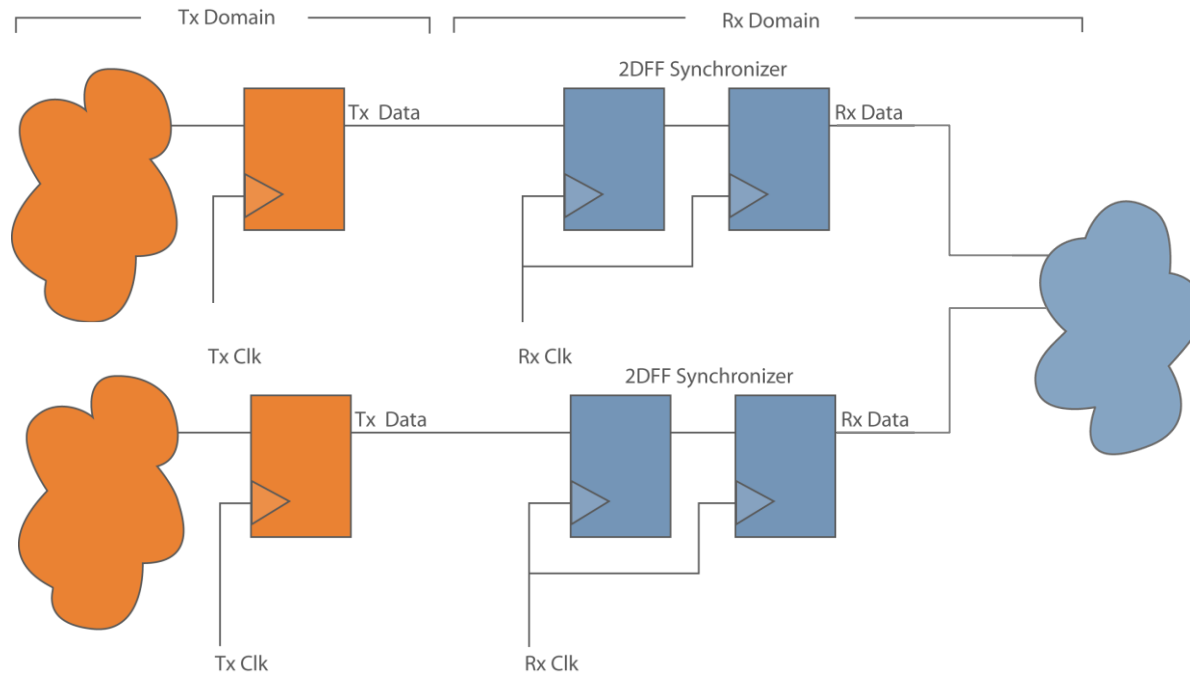 Tx Domain
Rx Domain
2DFF Synchronizer
Tx Data
Rx Data
Tx Clk
Rx Clk
2DFF Synchronizer
Tx Data
Rx Data
Tx Clk
Rx Clk